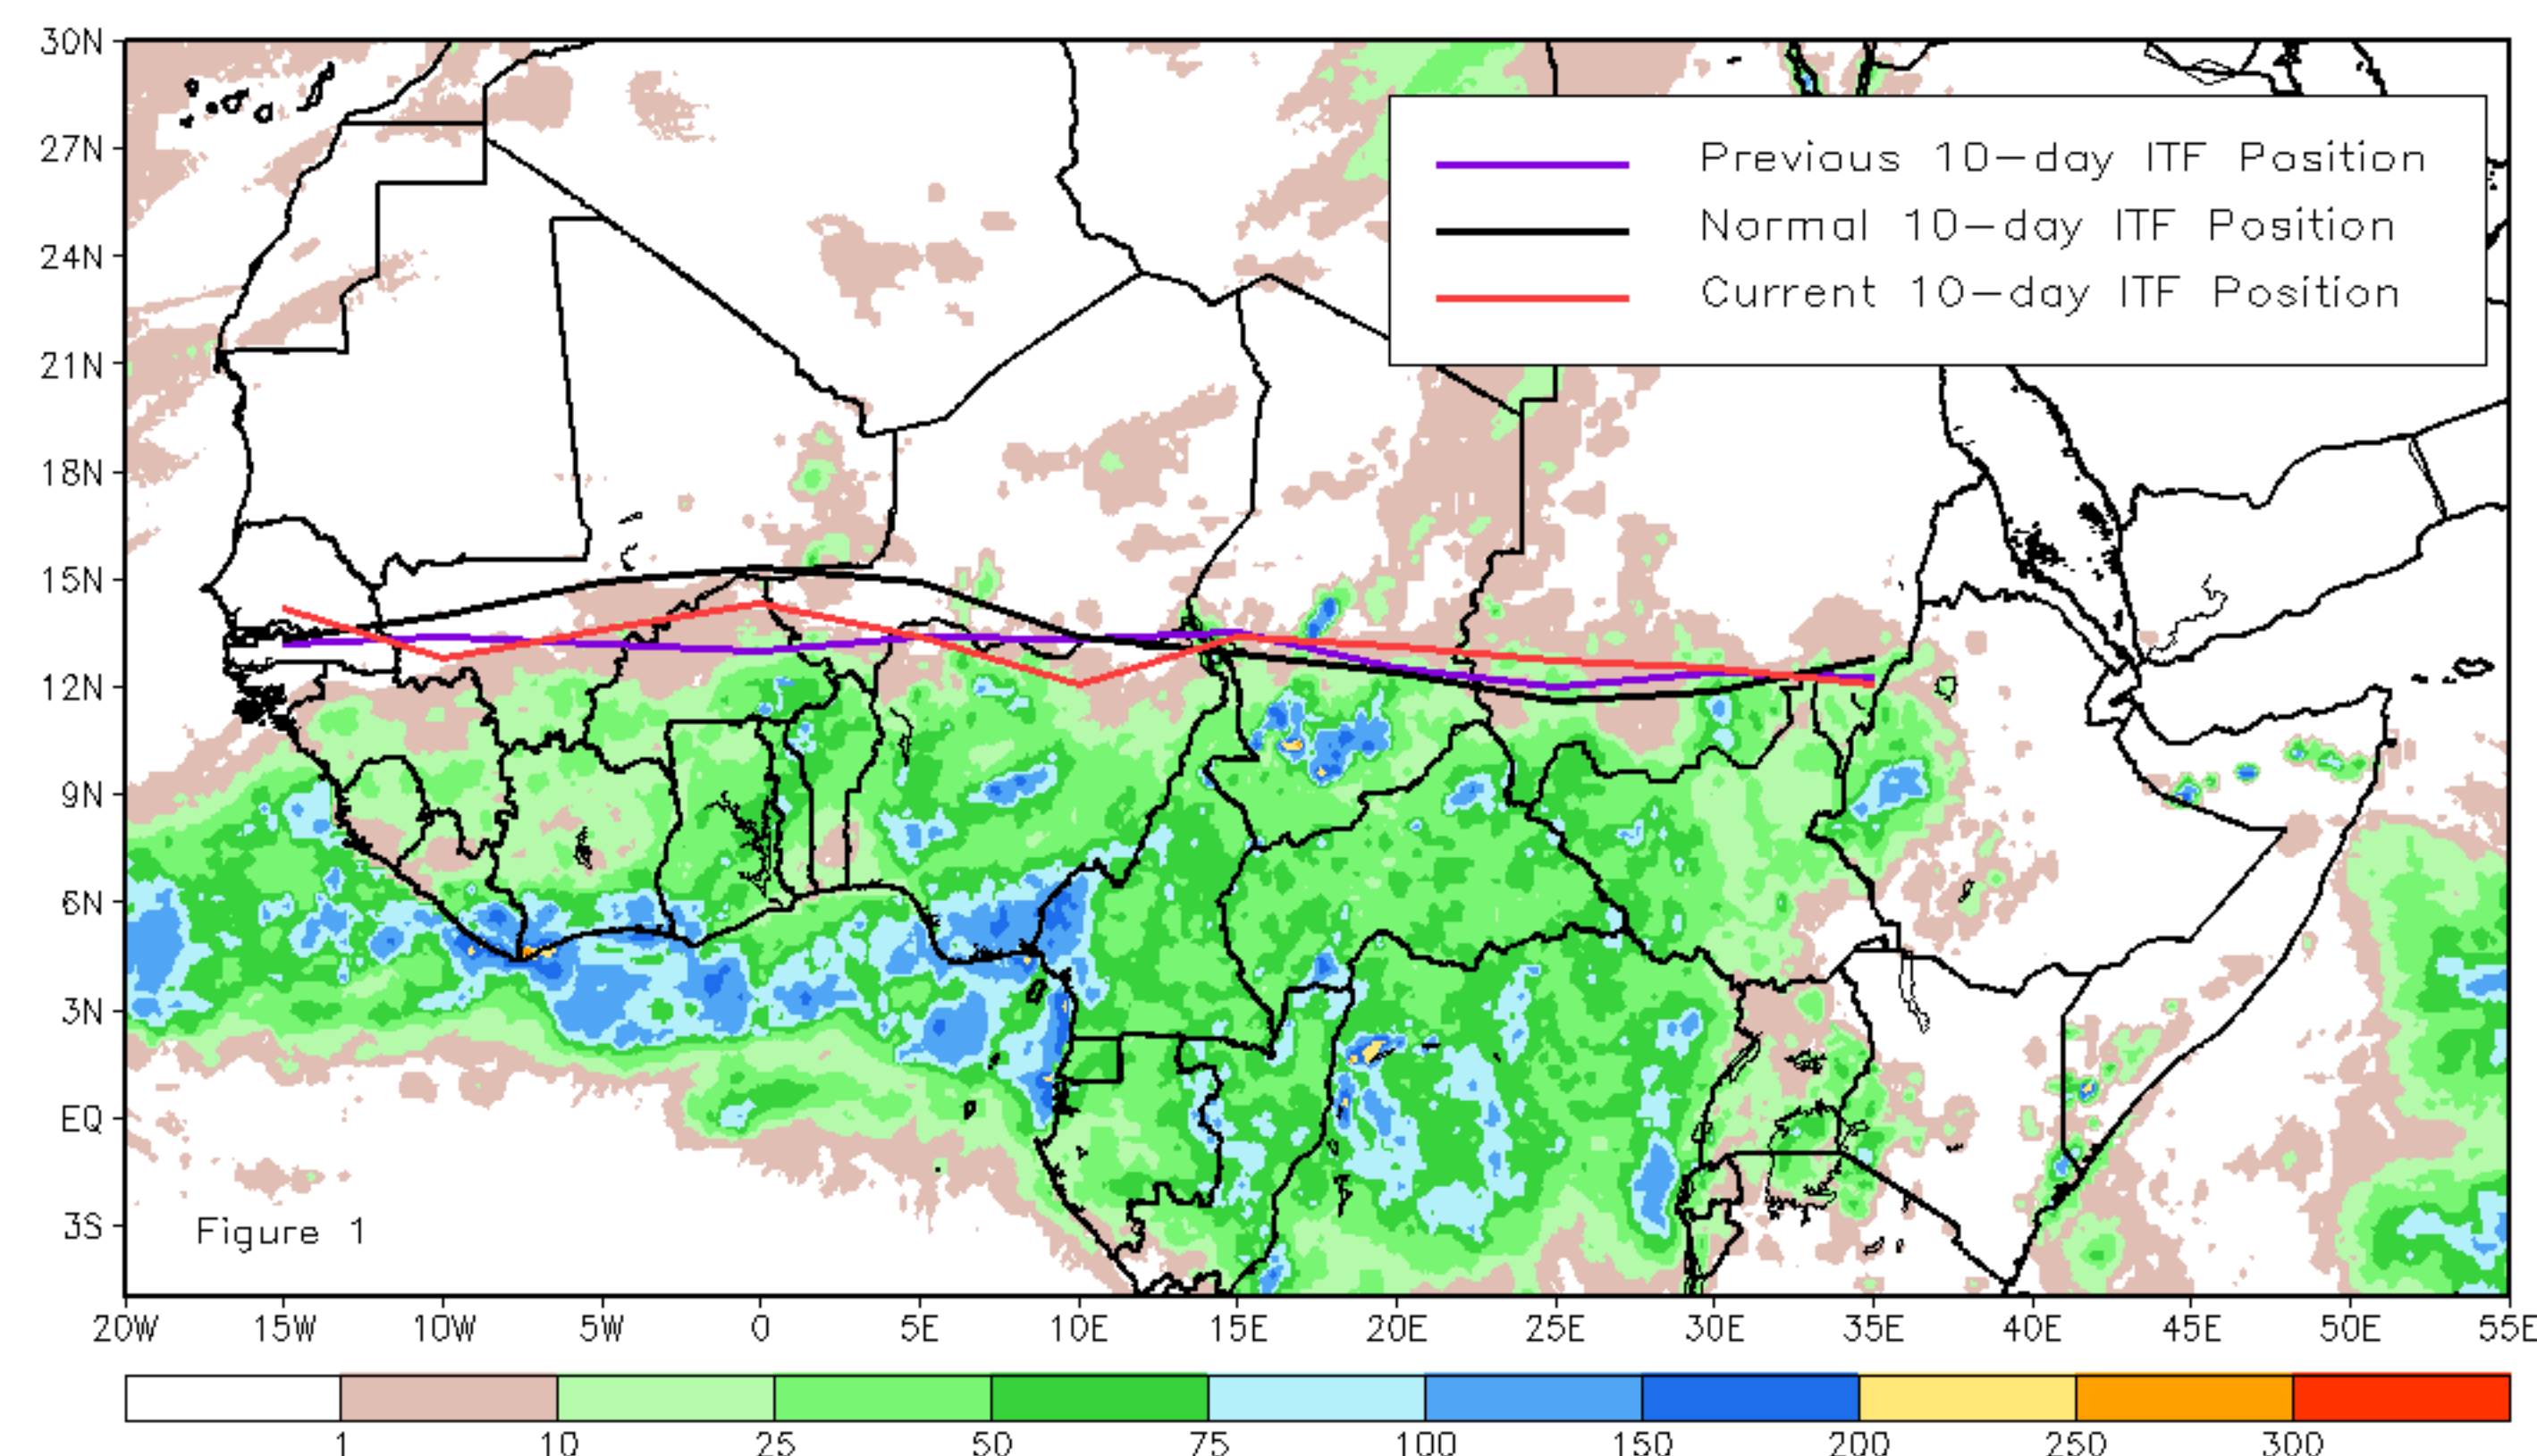 30N
27N
24N
21N
18N
15N
12N
9N
6N
3N
EQ
3S
Previous 10-day ITF Position
Normal 10-day ITF Position
Current 10-day ITF Position
Figure 1
20W 15W 10W 5W 0 5E 10E 15E 20E 25E 30E 35E 40E 45E 50E 55E
1 10 25 50 75 100 150 200 250 300